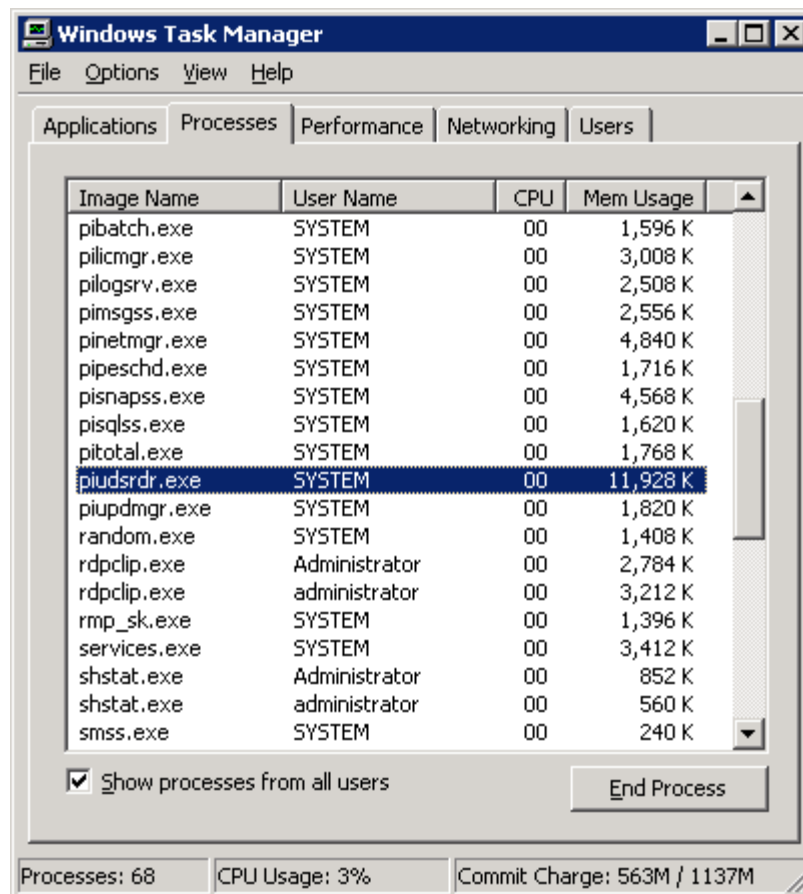 Windows Task Manager
File Options View Help
Applications Processes Performance Networking Users
Image Name User Name CPU Mem Usage
pibatch.exe SYSTEM 00 1,596 K
pilicmgr.exe SYSTEM 00 3,008 K
pilogsrv.exe SYSTEM 00 2,508 K
pimsgss.exe SYSTEM 00 2,556 K
pinetmgr.exe SYSTEM 00 4,840 K
pipeschd.exe SYSTEM 00 1,716 K
pisnapss.exe SYSTEM 00 4,568 K
pisqlss.exe SYSTEM 00 1,620 K
pitotal.exe SYSTEM 00 1,768 K
piudsrdr.exe SYSTEM 00 11,928 K
piupdmgr.exe SYSTEM 00 1,820 K
random.exe SYSTEM 00 1,408 K
rdpclip.exe Administrator 00 2,784 K
rdpclip.exe administrator 00 3,212 K
rmp_sk.exe SYSTEM 00 1,396 K
services.exe SYSTEM 00 3,412 K
shstat.exe Administrator 00 852 K
shstat.exe administrator 00 560 K
smss.exe SYSTEM 00 240 K
Show processes from all users End Process
Processes: 68 CPU Usage: 3% Commit Charge: 563M / 1137M